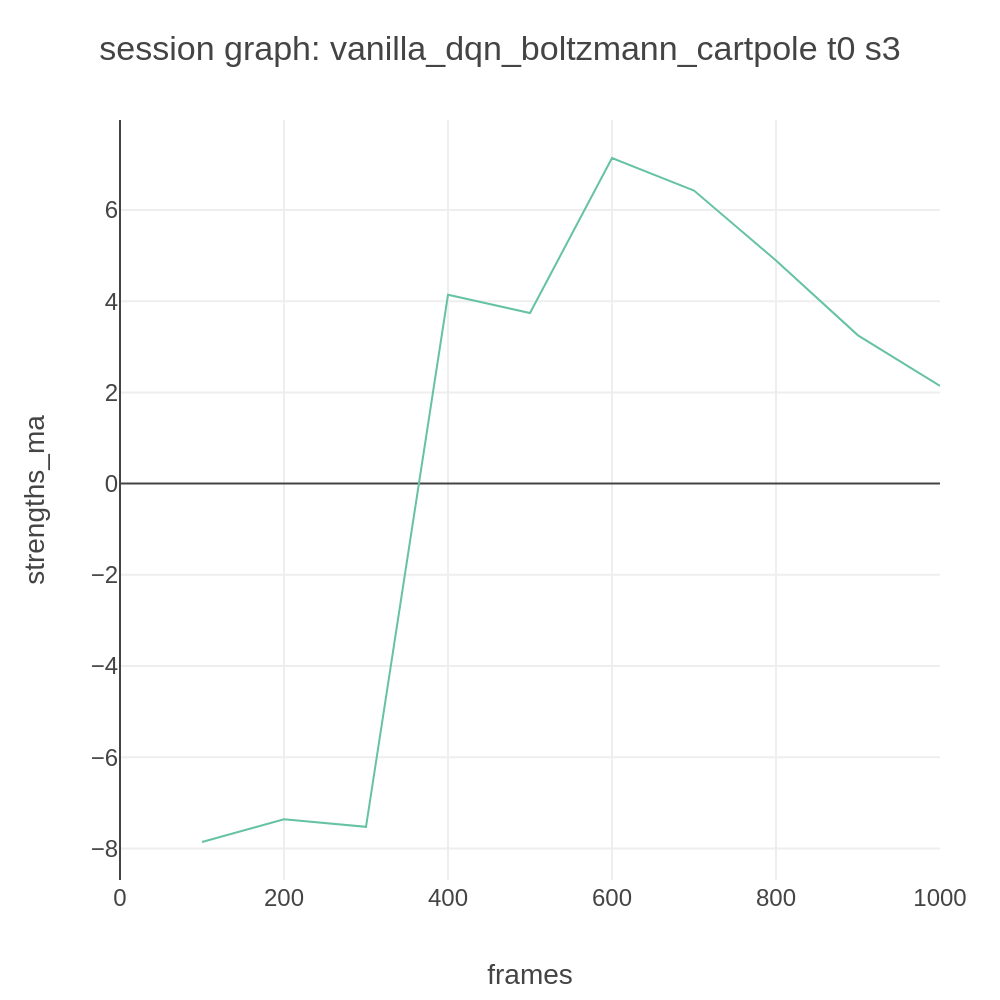 session graph: vanilla_dqn_boltzmann_cartpole t0 s3
6
4
2
0
−2
−4
−6
−8
strengths_ma
0 200 400 600 800 1000
frames